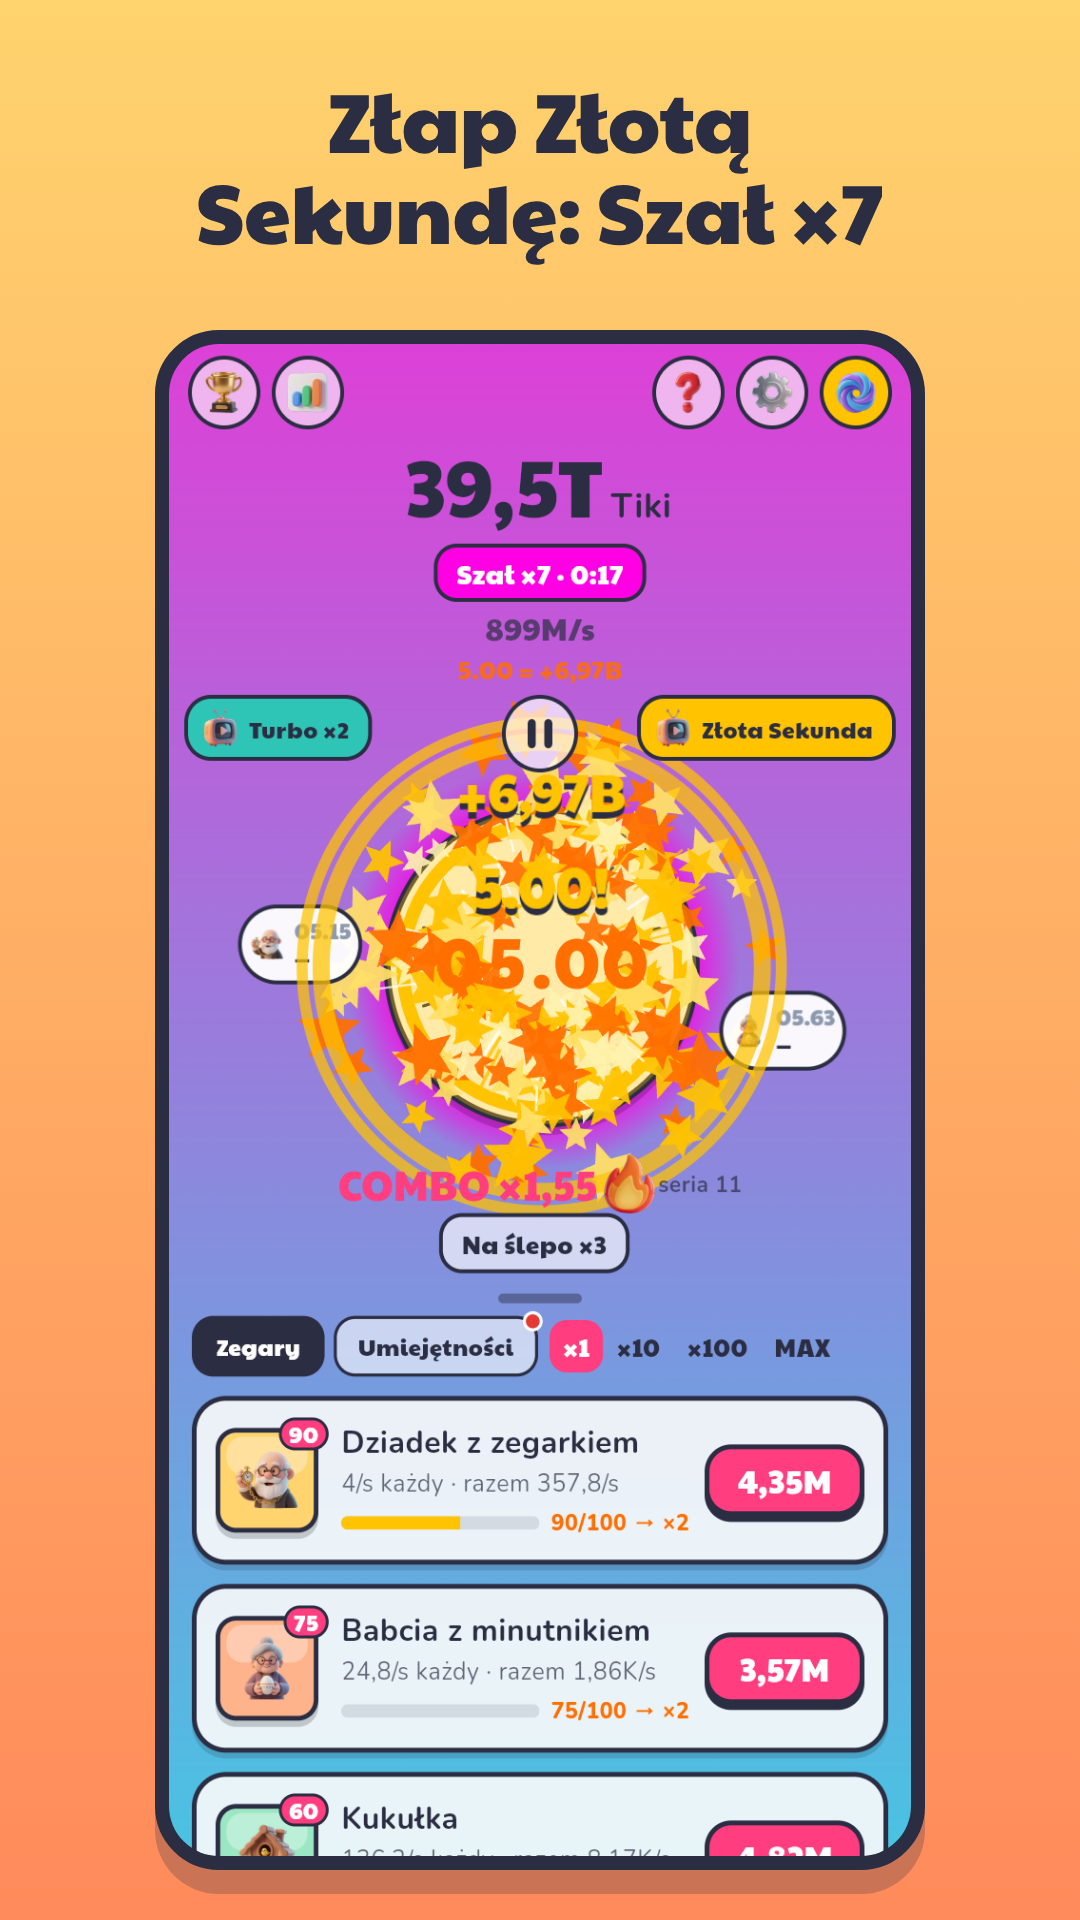 Złap Złotą
Sekundę: Szał ×7
39,5T Tiki
Szał ×7 · 0:17
899M/s
5.00 = +6,97B
Turbo ×2
Złota Sekunda
+6,97B
5.00!
05.00
05.15
–
05.63
–
COMBO ×1,55 seria 11
Na ślepo ×3
Zegary
Umiejętności
×1 ×10 ×100 MAX
90
Dziadek z zegarkiem
4/s każdy · razem 357,8/s
90/100 → ×2
4,35M
75
Babcia z minutnikiem
24,8/s każdy · razem 1,86K/s
75/100 → ×2
3,57M
60
Kukułka